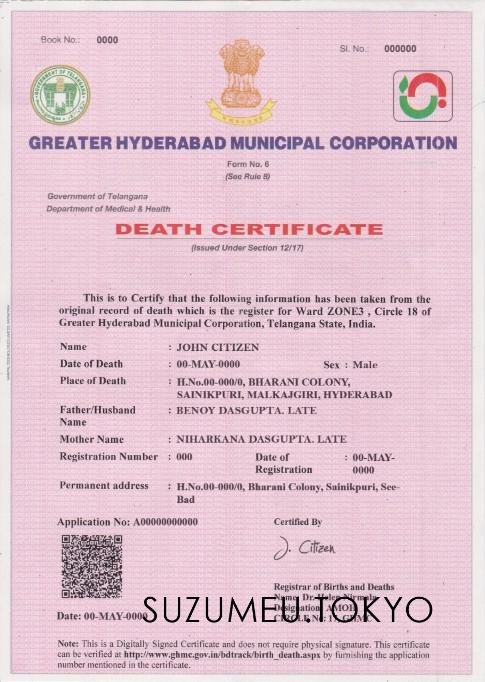 Book No.: 0000
Sl. No.: 000000
GREATER HYDERABAD MUNICIPAL CORPORATION
Form No. 6
(See Rule 8)
Government of Telangana
Department of Medical & Health
DEATH CERTIFICATE
(Issued Under Section 12/17)
This is to Certify that the following information has been taken from the
original record of death which is the register for Ward ZONE3 , Circle 18 of
Greater Hyderabad Municipal Corporation, Telangana State, India.
Name : JOHN CITIZEN
Date of Death : 00-MAY-0000 Sex : Male
Place of Death : H.No.00-000/0, BHARANI COLONY,
SAINIKPURI, MALKAJGIRI, HYDERABAD
Father/Husband : BENOY DASGUPTA. LATE
Name
Mother Name : NIHARKANA DASGUPTA. LATE
Registration Number : 000 Date of : 00-MAY-
Registration 0000
Permanent address : H.No.00-000/0, Bharani Colony, Sainikpuri, See-
Bad
Application No: A00000000000 Certified By
J. Citizen
Registrar of Births and Deaths
Name: Dr.
Designation: AMOH
CIRCLE No:
Date: 00-MAY-0000
SUZUMEU.TOKYO
Note: This is a Digitally Signed Certificate and does not require physical signature. This certificate
can be verified at http://www.ghmc.gov.in/bdtrack/birth_death.aspx by furnishing the application
number mentioned in the certificate.